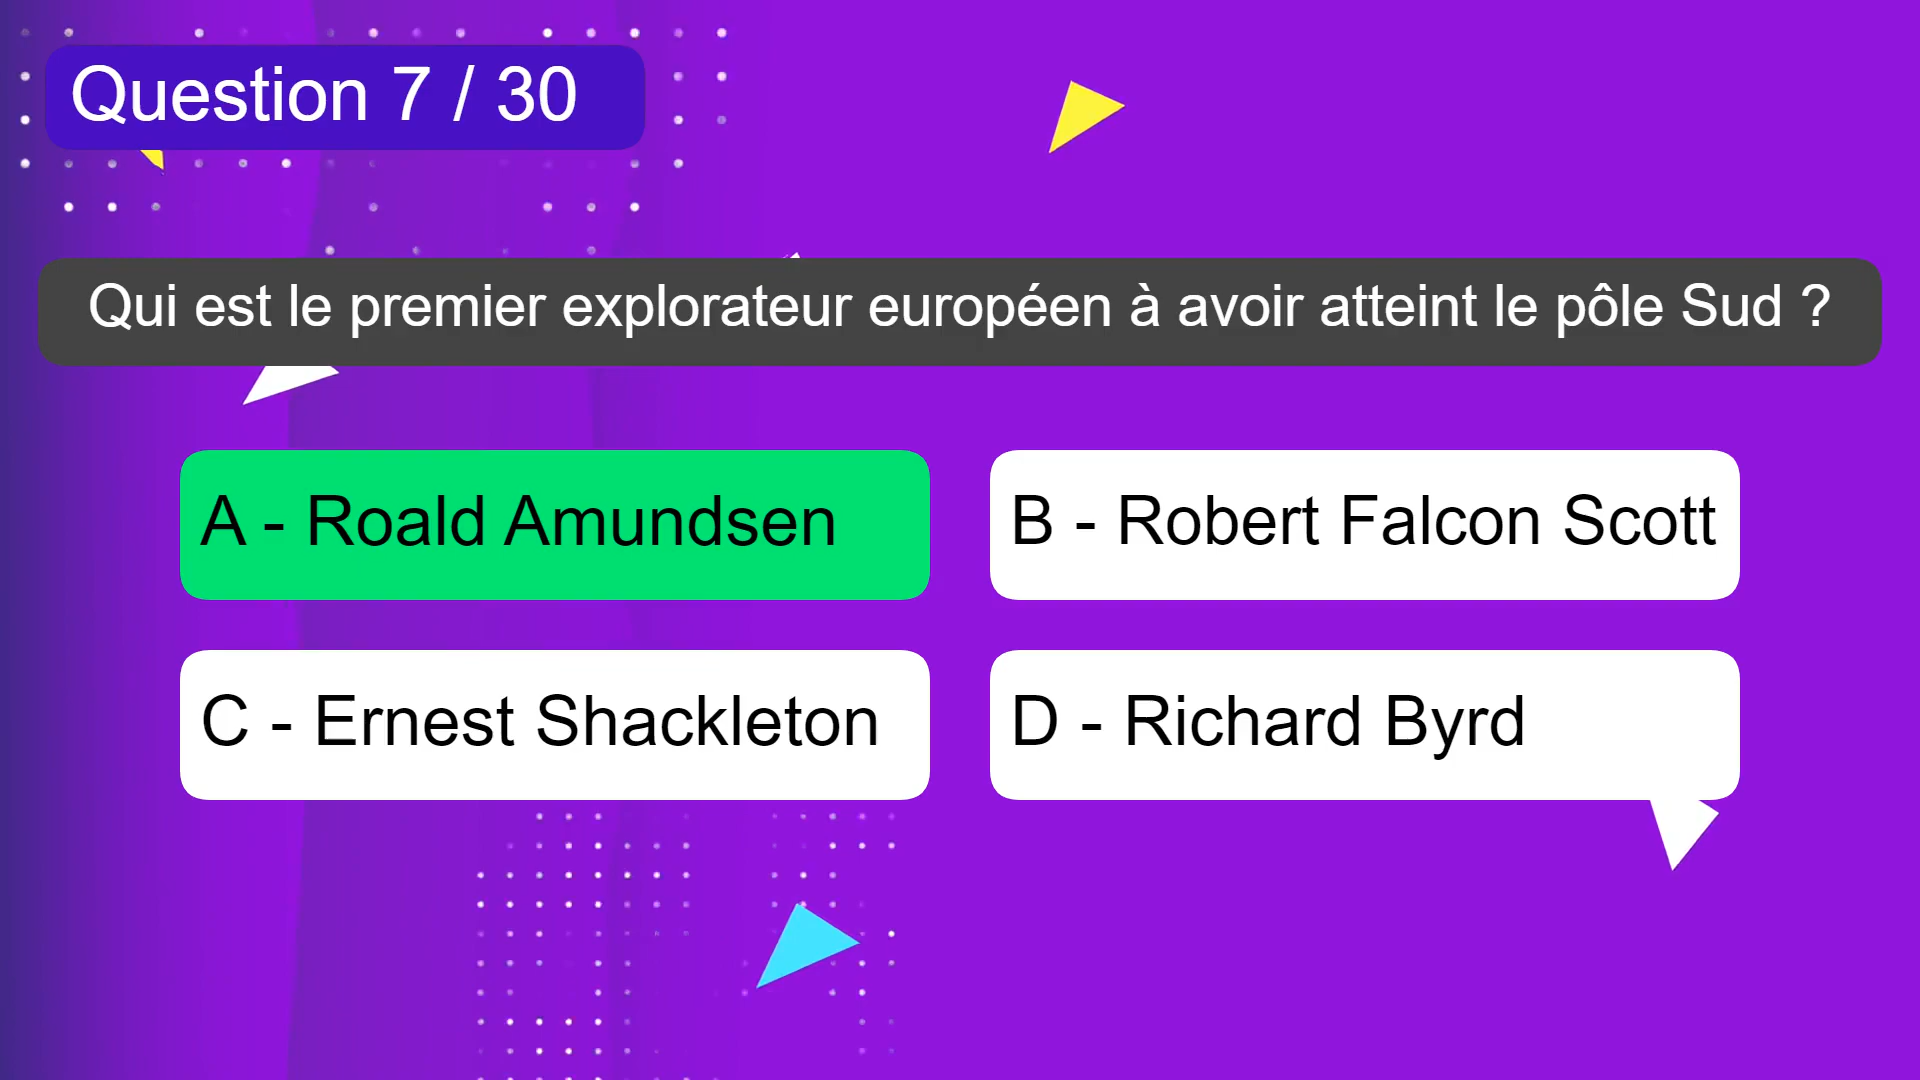 Question 7 / 30
Qui est le premier explorateur européen à avoir atteint le pôle Sud ?
A - Roald Amundsen
B - Robert Falcon Scott
C - Ernest Shackleton
D - Richard Byrd